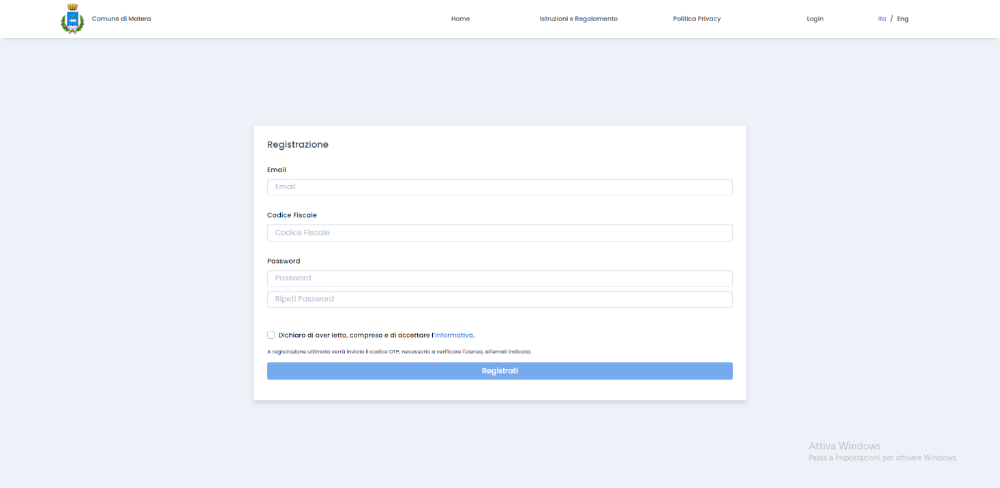 Comune di Matera
Home
Istruzioni e Regolamento
Politica Privacy
Login
Ita / Eng
Registrazione
Email
Email
Codice Fiscale
Codice Fiscale
Password
Password
Ripeti Password
Dichiaro di aver letto, compreso e di accettare l'informativa.
A registrazione ultimata verrà inviato il codice OTP, necessario a verificare l'utenza, all'email indicata.
Registrati
Attiva Windows
Passa a Impostazioni per attivare Windows.